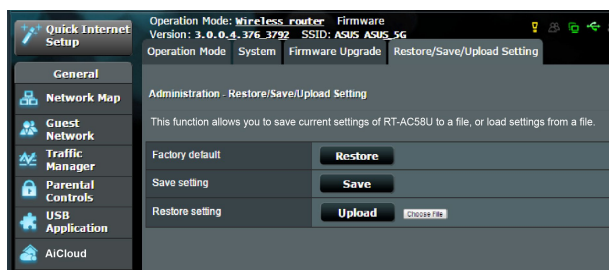 Quick Internet
Setup
Operation Mode: Wireless router Firmware
Version: 3.0.0.4.376_3792 SSID: ASUS ASUS_5G
Operation Mode System Firmware Upgrade Restore/Save/Upload Setting
General
Network Map
Guest
Network
Traffic
Manager
Parental
Controls
USB
Application
AiCloud
Administration - Restore/Save/Upload Setting
This function allows you to save current settings of RT-AC58U to a file, or load settings from a file.
Factory default Restore
Save setting Save
Restore setting Upload Choose File